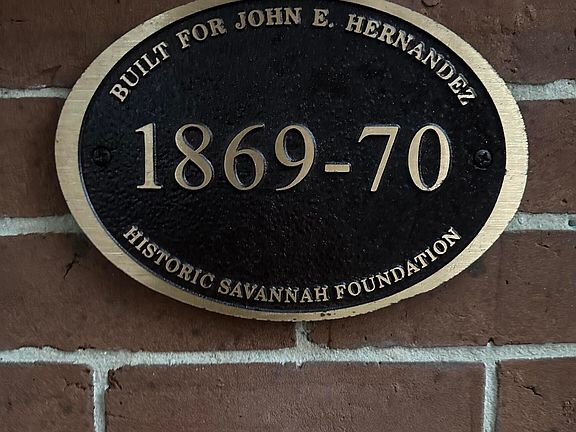 BUILT FOR JOHN E. HERNANDEZ
1869-70
HISTORIC SAVANNAH FOUNDATION